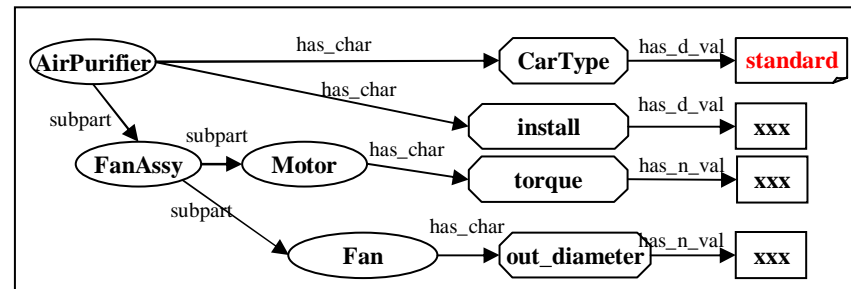 has_char
has_d_val
AirPurifier
CarType
standard
has_char
has_d_val
subpart
install
xxx
subpart
has_char
has_n_val
FanAssy
Motor
torque
xxx
subpart
has_char
has_n_val
Fan
out_diameter
xxx